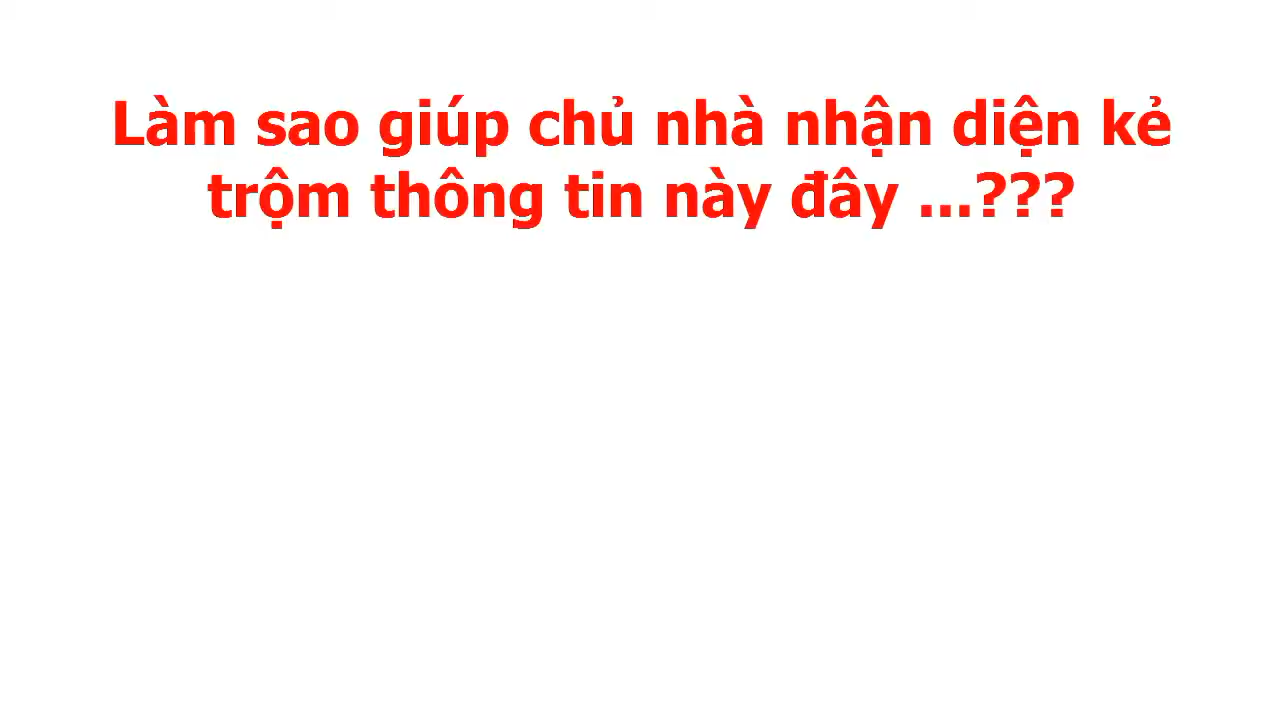 Làm sao giúp chủ nhà nhận diện kẻ
trộm thông tin này đây ...???